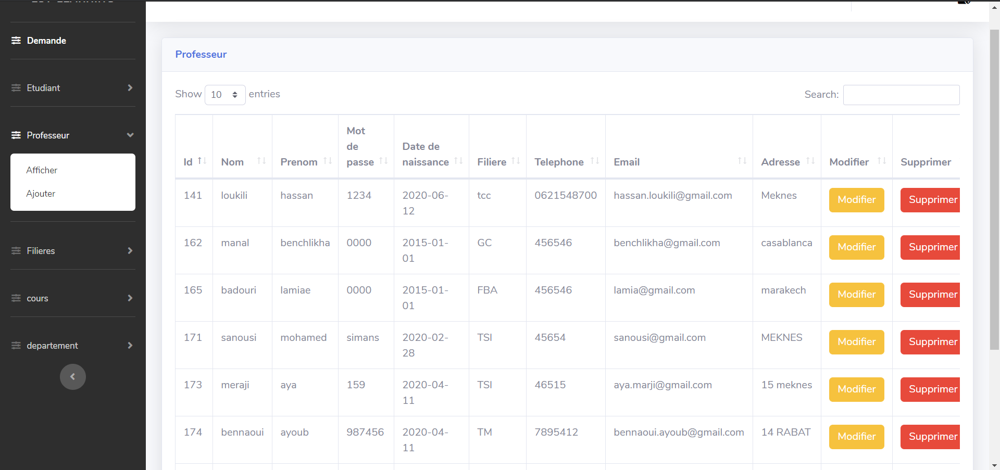 Demande
Etudiant
Professeur
Afficher
Ajouter
Filieres
cours
departement
Professeur
Show 10 entries
Search:
Id Nom Prenom Mot de passe Date de naissance Filiere Telephone Email Adresse Modifier Supprimer
141 loukili hassan 1234 2020-06-12 tcc 0621548700 hassan.loukili@gmail.com Meknes Modifier Supprimer
162 manal benchlikha 0000 2015-01-01 GC 456546 benchlikha@gmail.com casablanca Modifier Supprimer
165 badouri lamiae 0000 2015-01-01 FBA 456546 lamia@gmail.com marakech Modifier Supprimer
171 sanousi mohamed simans 2020-02-28 TSI 45654 sanousi@gmail.com MEKNES Modifier Supprimer
173 meraji aya 159 2020-04-11 TSI 46515 aya.marji@gmail.com 15 meknes Modifier Supprimer
174 bennaoui ayoub 987456 2020-04-11 TM 7895412 bennaoui.ayoub@gmail.com 14 RABAT Modifier Supprimer